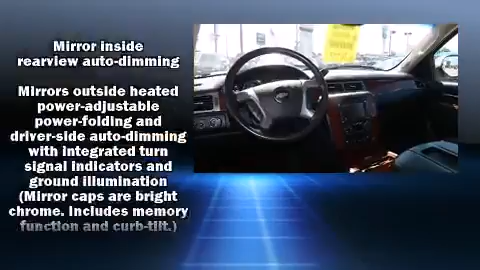 Mirror inside
rearview auto-dimming
Mirrors outside heated
power-adjustable
power-folding and
driver-side auto-dimming
with integrated turn
signal indicators and
ground illumination
(Mirror caps are bright
chrome. Includes memory
function and curb-tilt.)